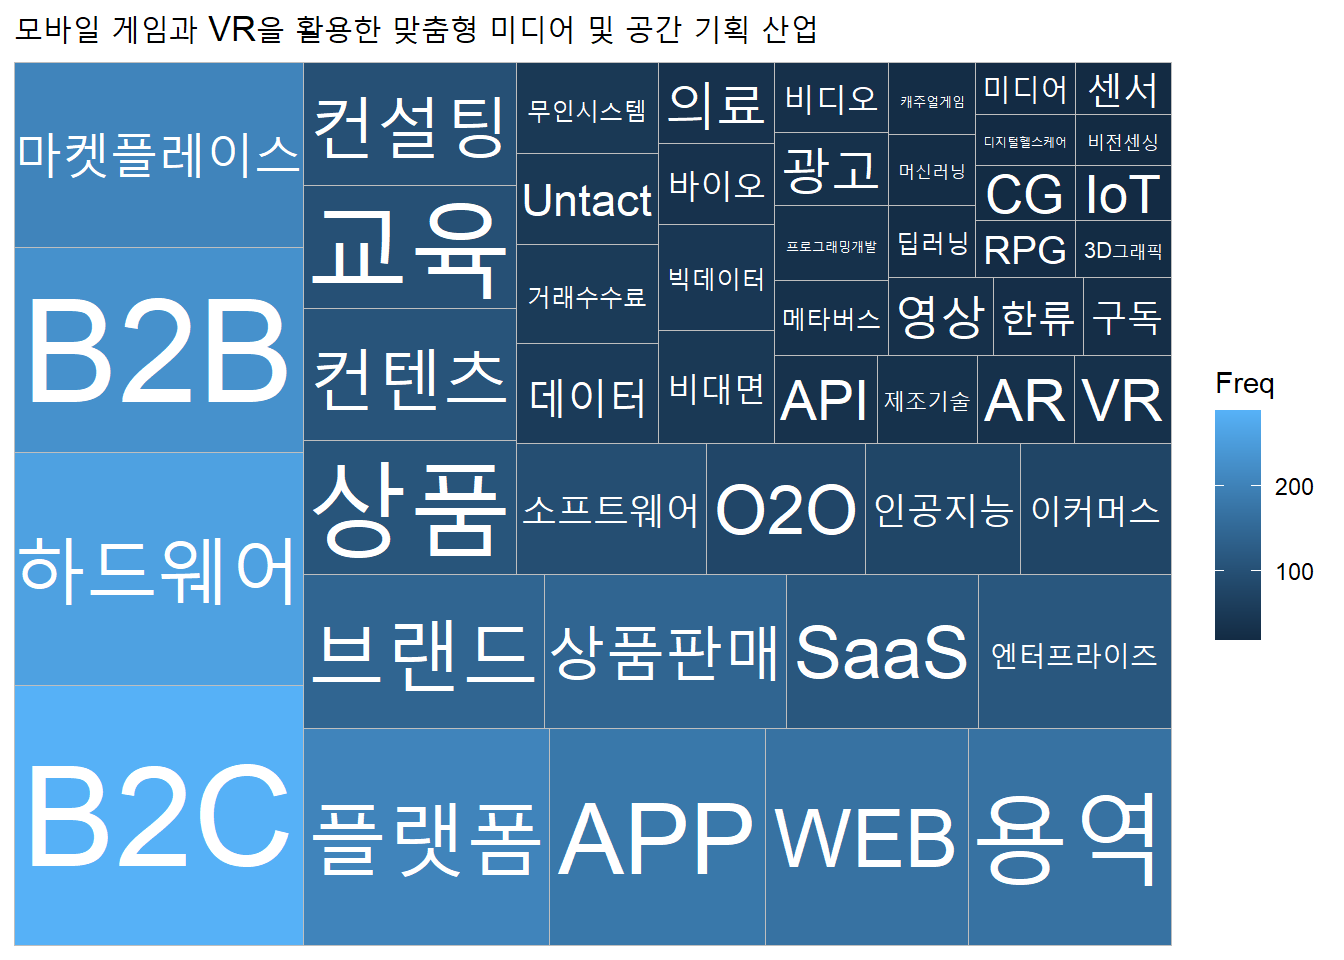 모바일 게임과 VR을 활용한 맞춤형 미디어 및 공간 기획 산업
마켓플레이스
B2B
하드웨어
B2C
컨설팅
교육
컨텐츠
상품
무인시스템
Untact
거래수수료
데이터
의료
바이오
빅데이터
비대면
비디오
광고
프로그래밍개발
메타버스
캐주얼게임
머신러닝
딥러닝
미디어
센서
디지털헬스케어
비전센싱
CG
IoT
RPG
3D그래픽
영상
한류
구독
API
제조기술
AR
VR
소프트웨어
O2O
인공지능
이커머스
브랜드
상품판매
SaaS
엔터프라이즈
플랫폼
APP
WEB
용역
Freq
200
100